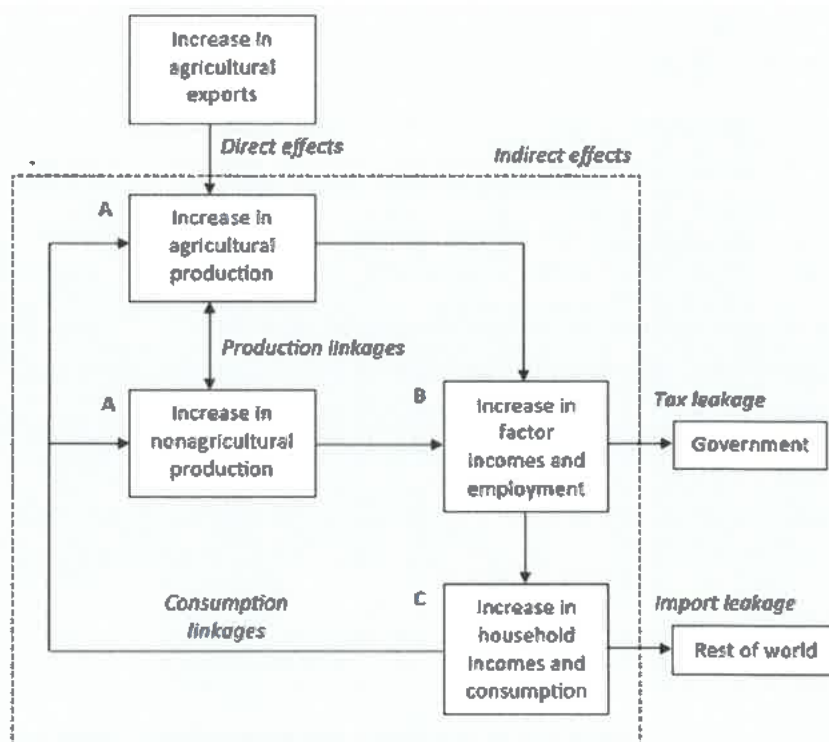 Increase in
agricultural
exports
Direct effects
Indirect effects
A
Increase in
agricultural
production
Production linkages
A
Increase in
nonagricultural
production
B
Increase in
factor
incomes and
employment
Tax leakage
Government
Consumption
linkages
C
Increase in
household
incomes and
consumption
Import leakage
Rest of world